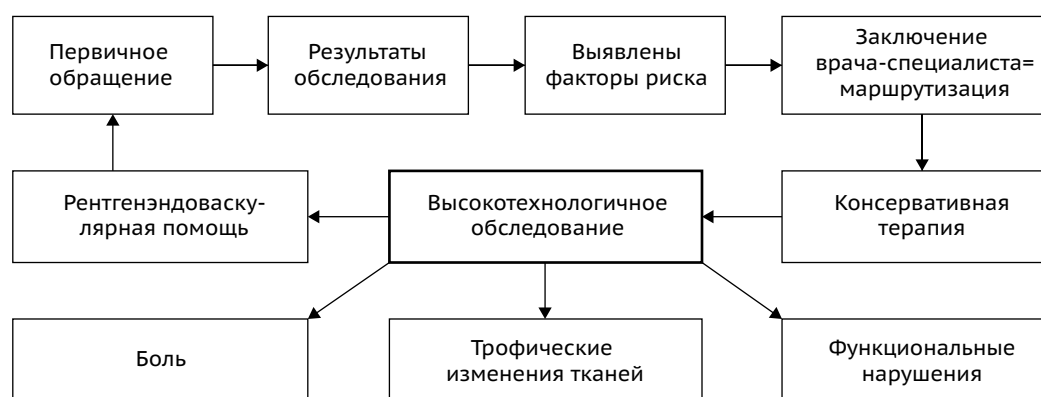 Первичное
обращение
Результаты
обследования
Выявлены
факторы риска
Заключение
врача-специалиста=
маршрутизация
Рентгенэндоваску-
лярная помощь
Высокотехнологичное
обследование
Консервативная
терапия
Боль
Трофические
изменения тканей
Функциональные
нарушения